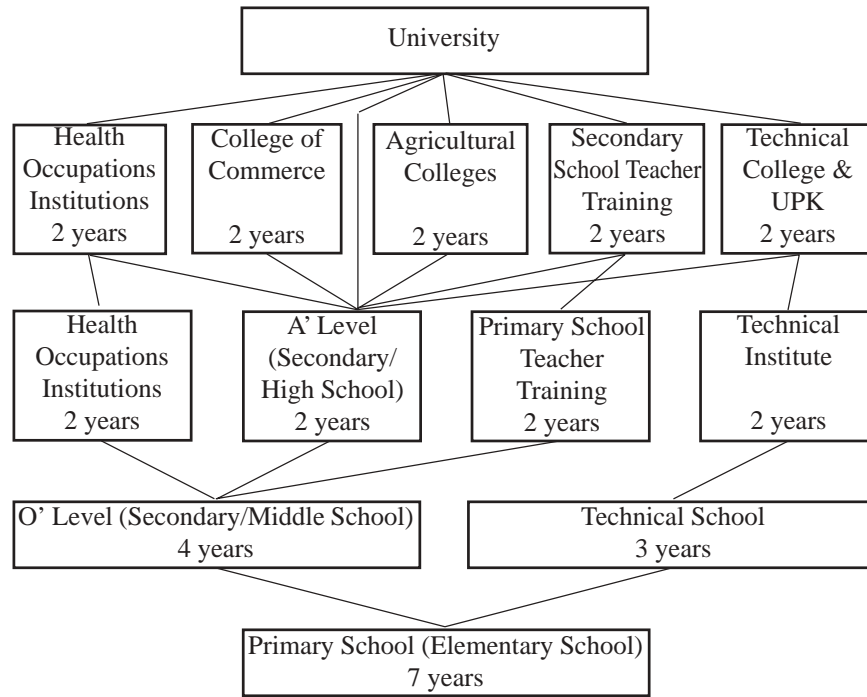 University
Health
Occupations
Institutions
2 years
College of
Commerce
2 years
Agricultural
Colleges
2 years
Secondary
School Teacher
Training
2 years
Technical
College &
UPK
2 years
Health
Occupations
Institutions
2 years
A’ Level
(Secondary/
High School)
2 years
Primary School
Teacher
Training
2 years
Technical
Institute
2 years
O’ Level (Secondary/Middle School)
4 years
Technical School
3 years
Primary School (Elementary School)
7 years